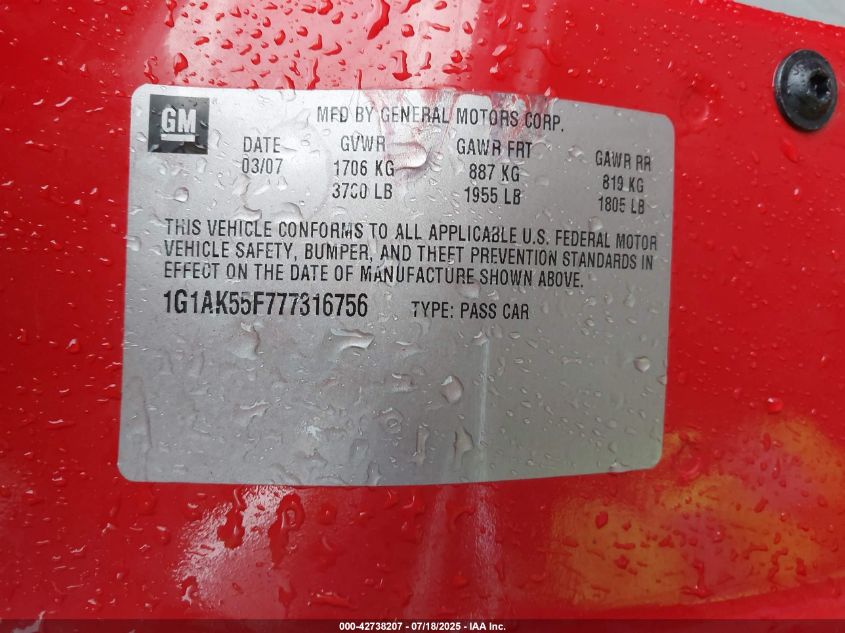 GM
MFD BY GENERAL MOTORS CORP.
DATE GVWR GAWR FRT GAWR RR
03/07 1706 KG 887 KG 819 KG
3760 LB 1955 LB 1805 LB
THIS VEHICLE CONFORMS TO ALL APPLICABLE U.S. FEDERAL MOTOR
VEHICLE SAFETY, BUMPER, AND THEFT PREVENTION STANDARDS IN
EFFECT ON THE DATE OF MANUFACTURE SHOWN ABOVE.
1G1AK55F777316756 TYPE: PASS CAR
000-42738207 - 07/18/2025 - IAA Inc.